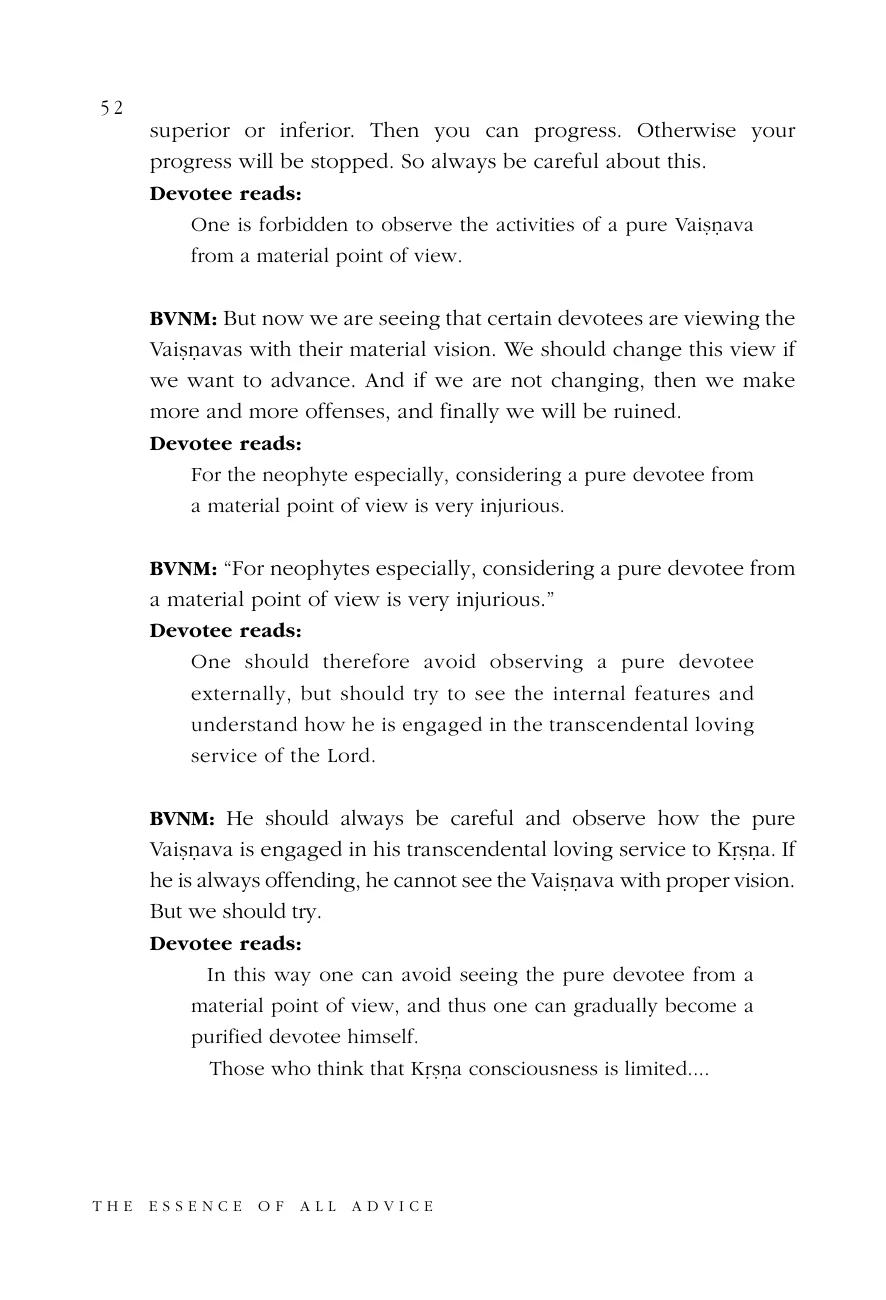 52
superior or inferior. Then you can progress. Otherwise your
progress will be stopped. So always be careful about this.
Devotee reads:
One is forbidden to observe the activities of a pure Vaiṣṇava
from a material point of view.
BVNM: But now we are seeing that certain devotees are viewing the
Vaiṣṇavas with their material vision. We should change this view if
we want to advance. And if we are not changing, then we make
more and more offenses, and finally we will be ruined.
Devotee reads:
For the neophyte especially, considering a pure devotee from
a material point of view is very injurious.
BVNM: “For neophytes especially, considering a pure devotee from
a material point of view is very injurious.”
Devotee reads:
One should therefore avoid observing a pure devotee
externally, but should try to see the internal features and
understand how he is engaged in the transcendental loving
service of the Lord.
BVNM: He should always be careful and observe how the pure
Vaiṣṇava is engaged in his transcendental loving service to Kṛṣṇa. If
he is always offending, he cannot see the Vaiṣṇava with proper vision.
But we should try.
Devotee reads:
In this way one can avoid seeing the pure devotee from a
material point of view, and thus one can gradually become a
purified devotee himself.
Those who think that Kṛṣṇa consciousness is limited....
THE ESSENCE OF ALL ADVICE